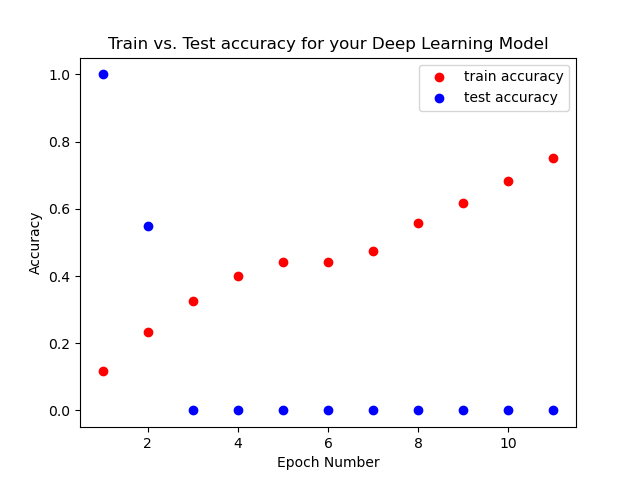 Train vs. Test accuracy for your Deep Learning Model
train accuracy
test accuracy
1.0
0.8
0.6
0.4
0.2
0.0
Accuracy
2 4 6 8 10
Epoch Number